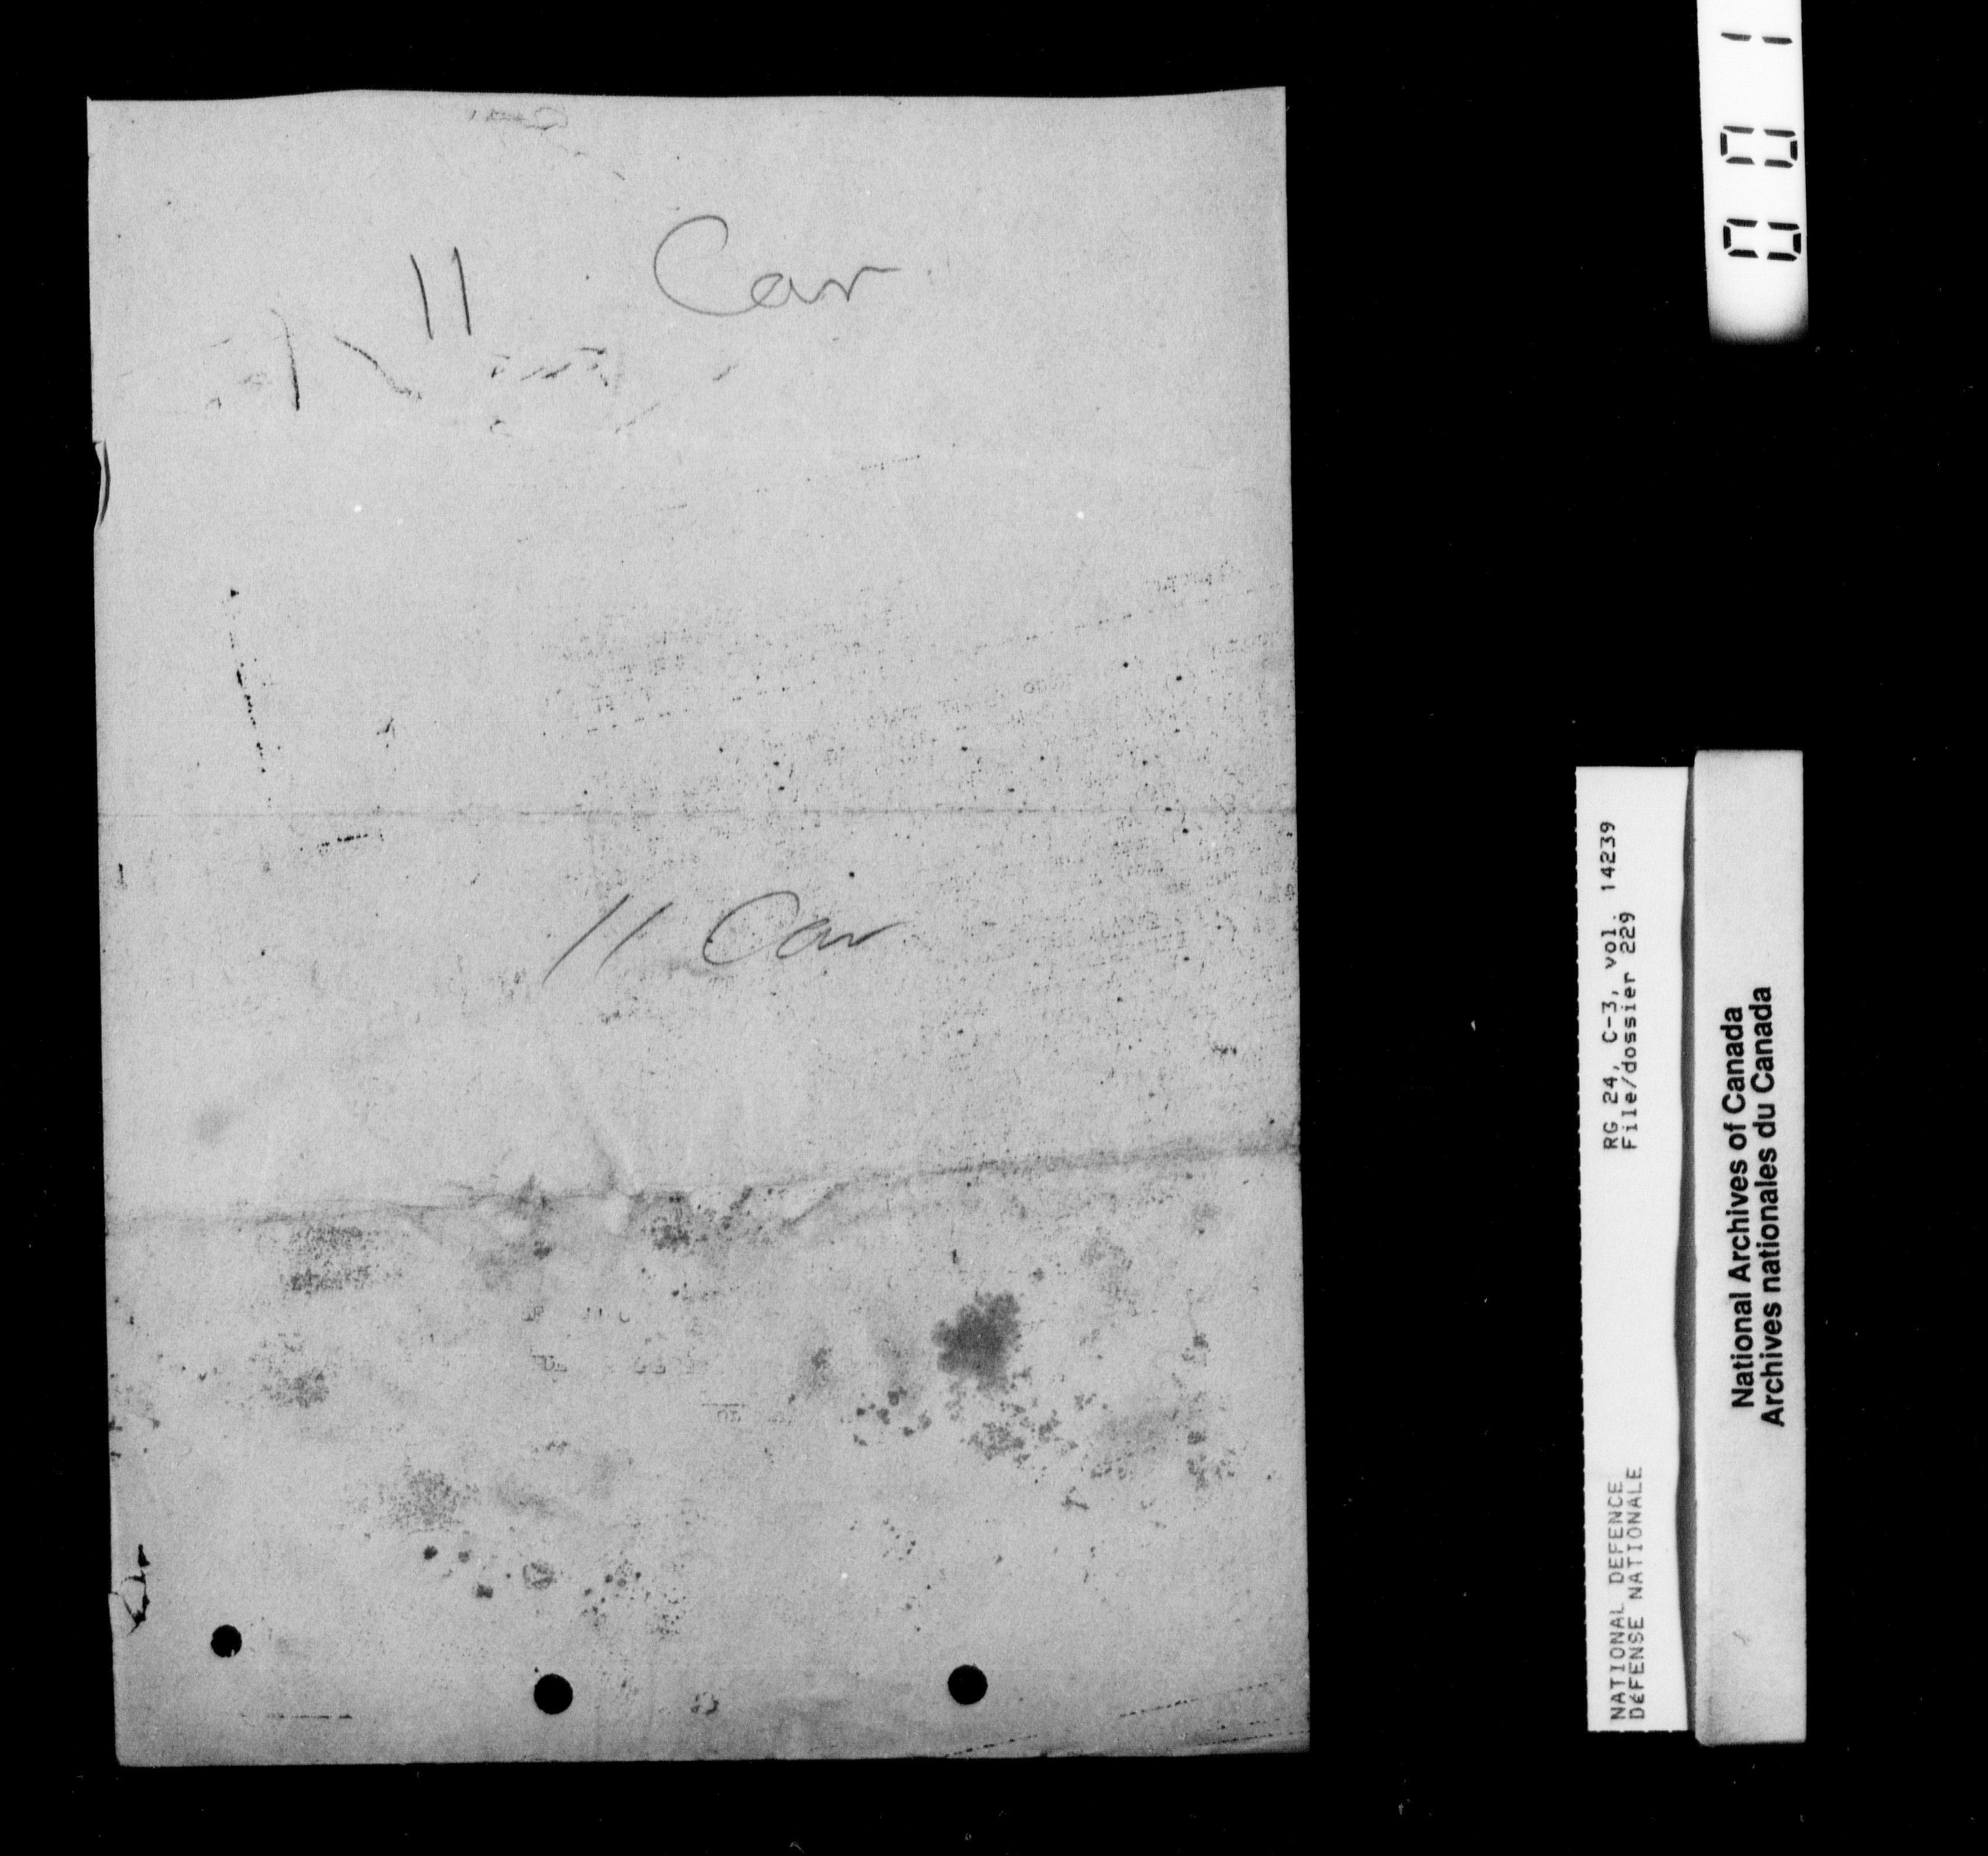 11 Car
11 Car
001
RG 24, C-3, vol. 14239
File/dossier 229
NATIONAL DEFENCE
DéFENSE NATIONALE
National Archives of Canada
Archives nationales du Canada